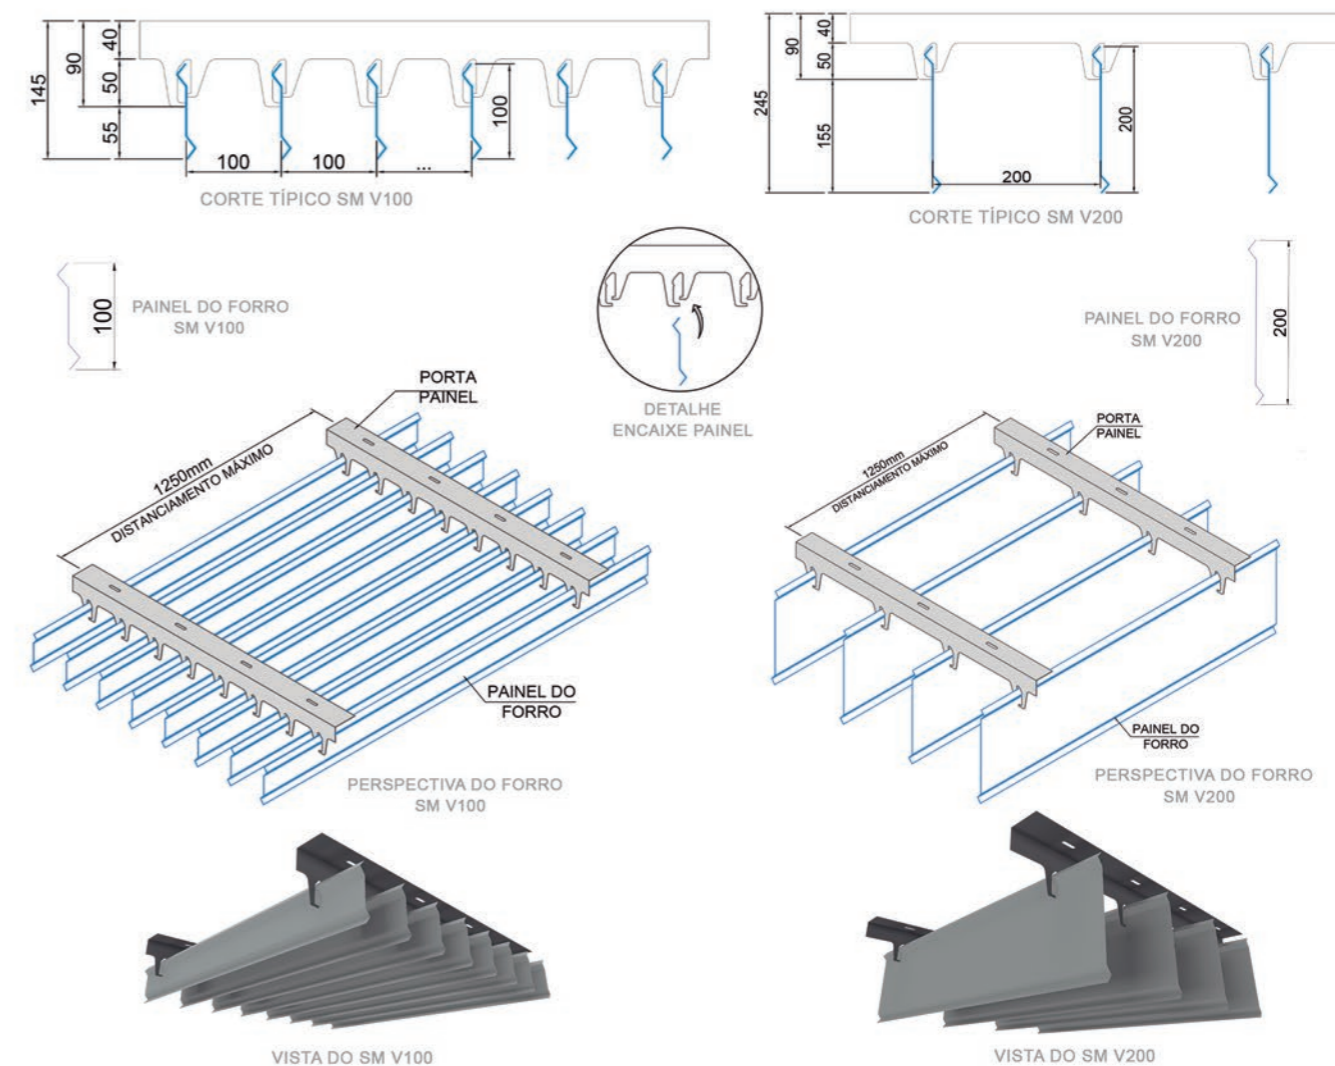 145
90
40
50
55
100
100
100
...
CORTE TÍPICO SM V100
245
90
40
50
155
200
200
CORTE TÍPICO SM V200
100
PAINEL DO FORRO
SM V100
DETALHE
ENCAIXE PAINEL
PAINEL DO FORRO
SM V200
200
PORTA
PAINEL
1250mm
DISTANCIAMENTO MÁXIMO
PAINEL DO
FORRO
PERSPECTIVA DO FORRO
SM V100
PORTA
PAINEL
1250mm
DISTANCIAMENTO MÁXIMO
PAINEL DO
FORRO
PERSPECTIVA DO FORRO
SM V200
VISTA DO SM V100
VISTA DO SM V200